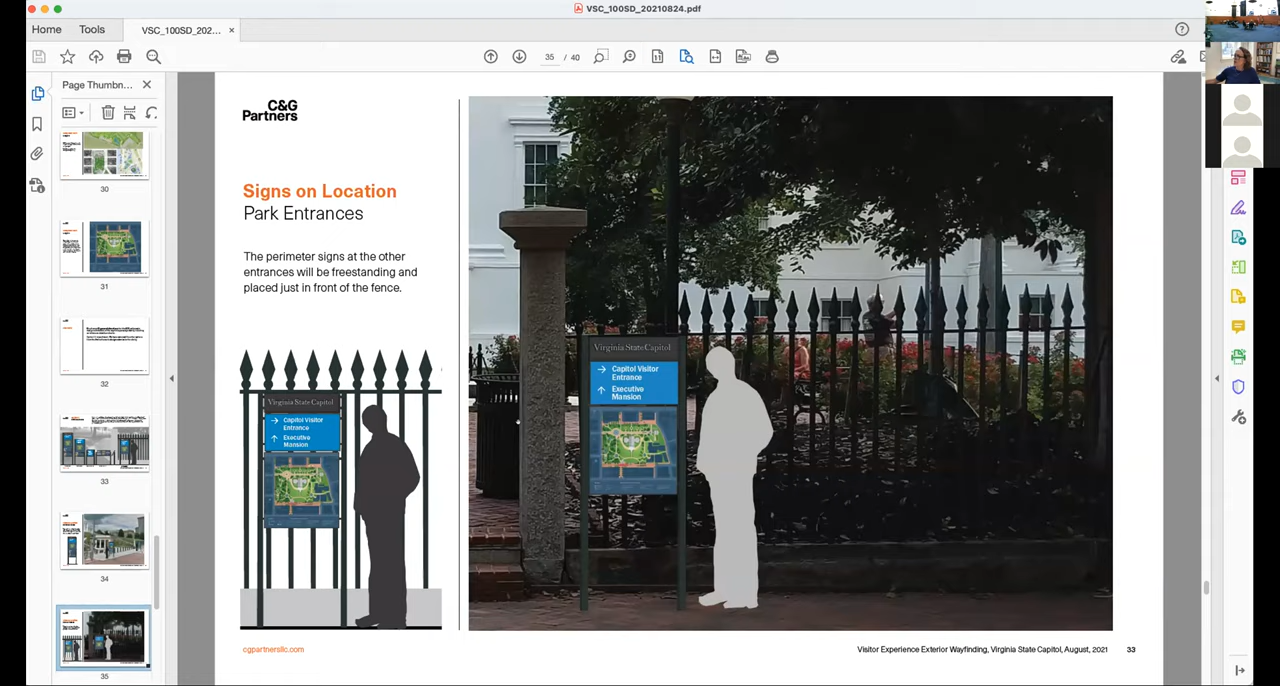 VSC_100SD_20210824.pdf
Home
Tools
VSC_100SD_202...
35 / 40
Page Thumbn...
30
31
32
33
34
35
C&G
Partners
Signs on Location
Park Entrances
The perimeter signs at the other
entrances will be freestanding and
placed just in front of the fence.
Virginia State Capitol
→ Capitol Visitor
Entrance
↑ Executive
Mansion
Virginia State Capitol
→ Capitol Visitor
Entrance
↑ Executive
Mansion
cgpartnersllc.com
Visitor Experience Exterior Wayfinding, Virginia State Capitol, August, 2021 33